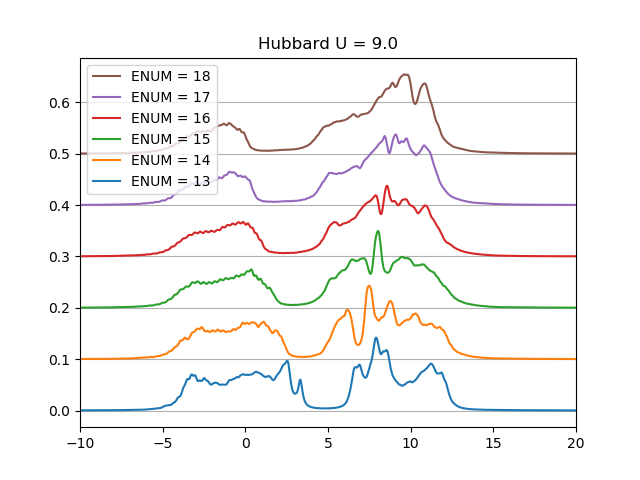 Hubbard U = 9.0
ENUM = 18
ENUM = 17
ENUM = 16
ENUM = 15
ENUM = 14
ENUM = 13
0.6
0.5
0.4
0.3
0.2
0.1
0.0
−10 −5 0 5 10 15 20